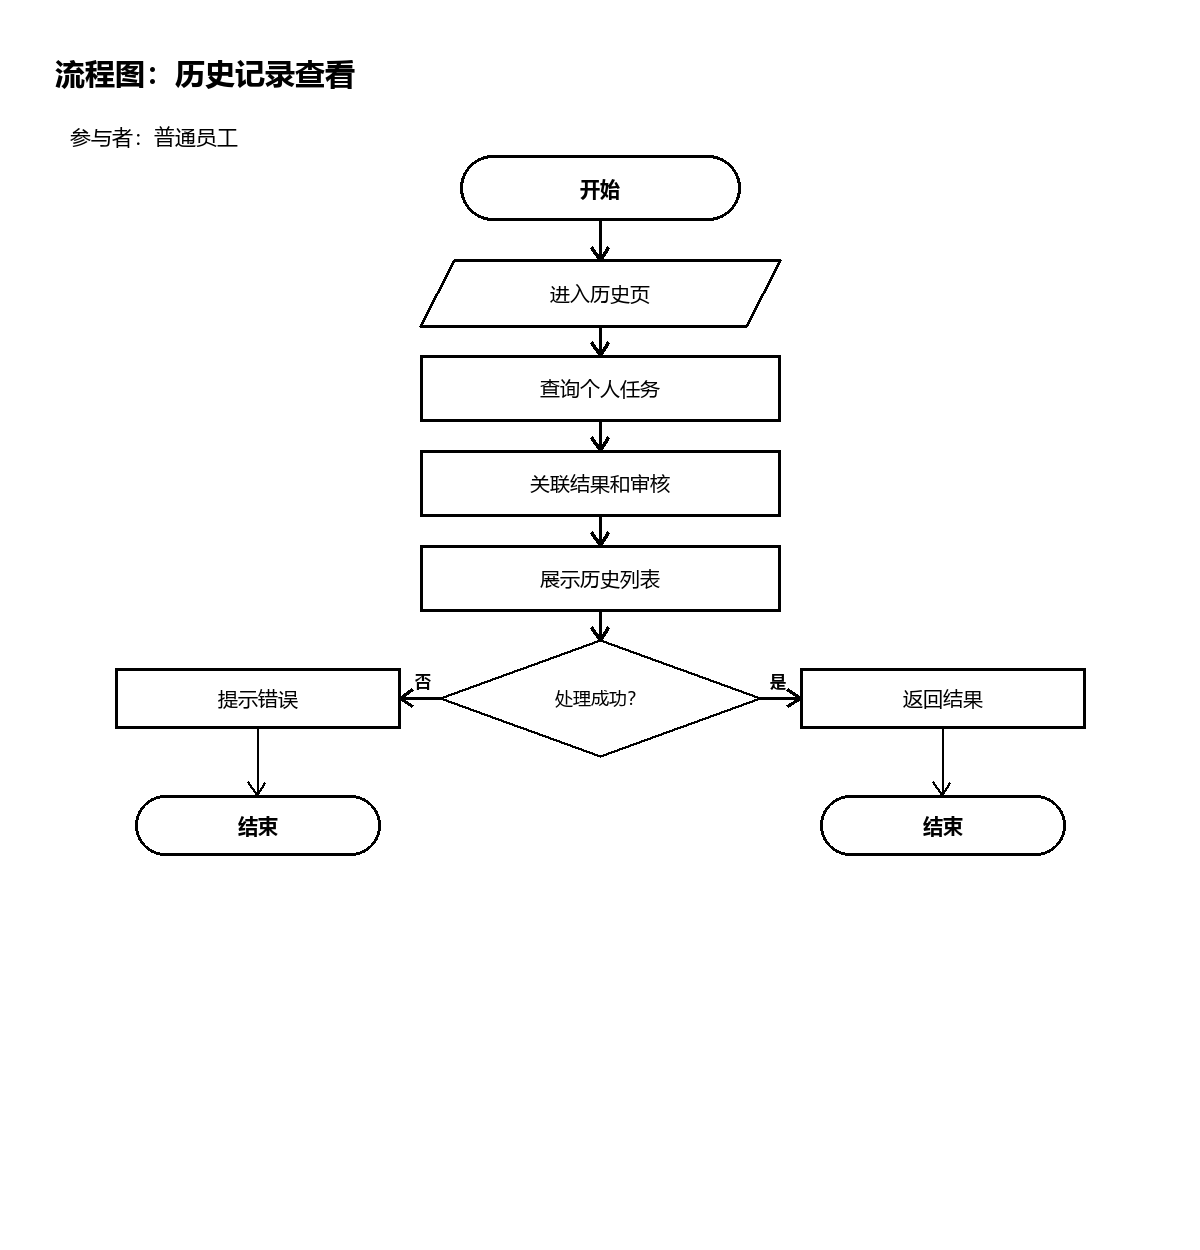 流程图：历史记录查看
参与者：普通员工
开始
进入历史页
查询个人任务
关联结果和审核
展示历史列表
否
是
提示错误
处理成功?
返回结果
结束
结束